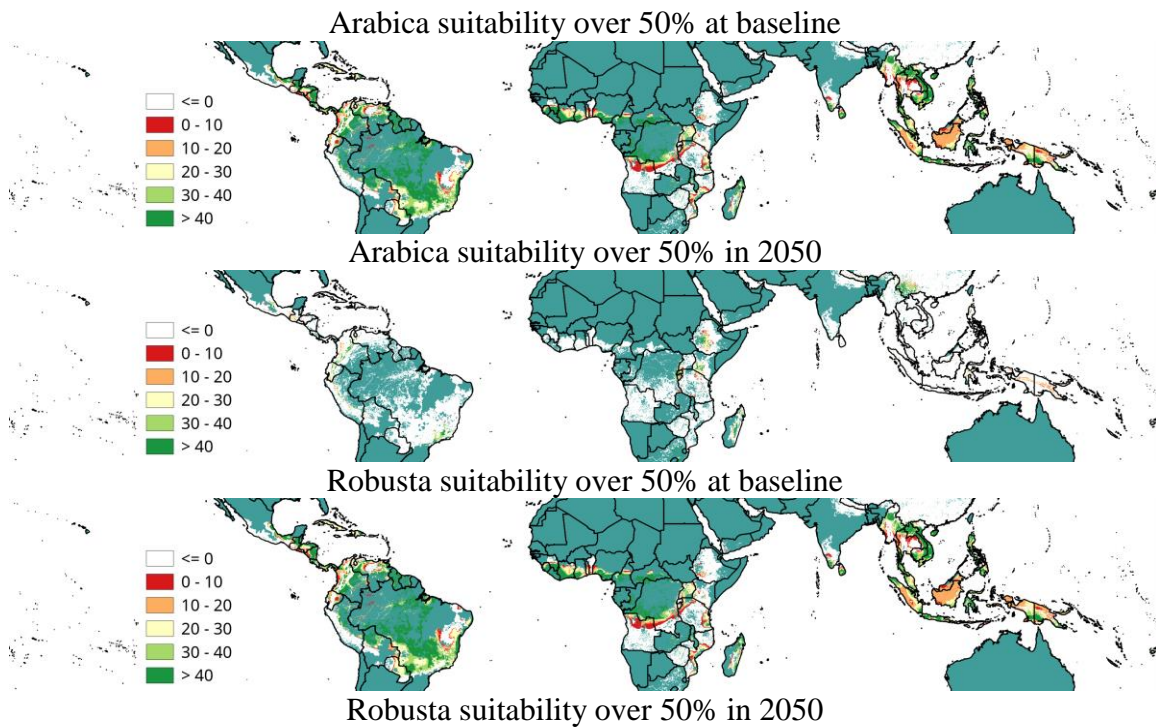 Arabica suitability over 50% at baseline
<= 0
0 - 10
10 - 20
20 - 30
30 - 40
> 40
Arabica suitability over 50% in 2050
<= 0
0 - 10
10 - 20
20 - 30
30 - 40
> 40
Robusta suitability over 50% at baseline
<= 0
0 - 10
10 - 20
20 - 30
30 - 40
> 40
Robusta suitability over 50% in 2050